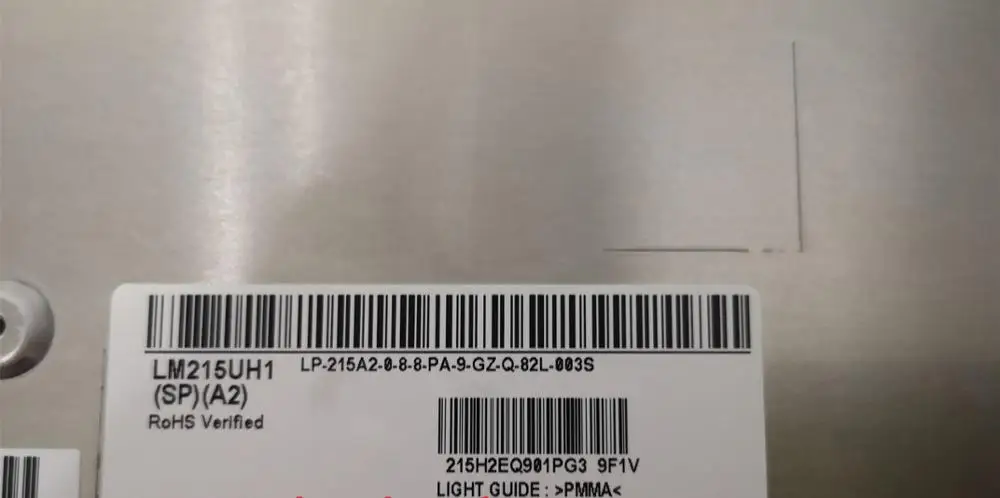 LM215UH1 LP-215A2-0-8-8-PA-9-GZ-Q-82L-003S
(SP)(A2)
RoHS Verified
215H2EQ901PG3 9F1V
LIGHT GUIDE : >PMMA<